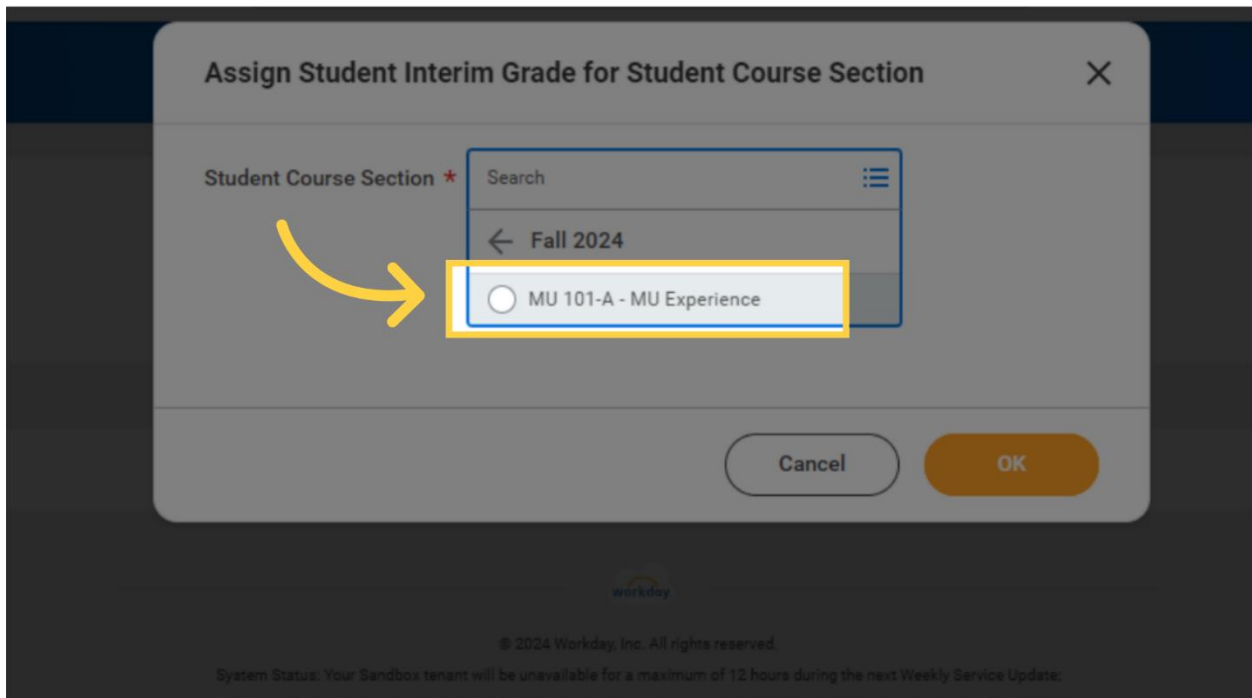 Assign Student Interim Grade for Student Course Section
Student Course Section *
Search
Fall 2024
MU 101-A - MU Experience
Cancel
OK
workday.
© 2024 Workday, Inc. All rights reserved.
System Status: Your Sandbox tenant will be unavailable for a maximum of 12 hours during the next Weekly Service Update;